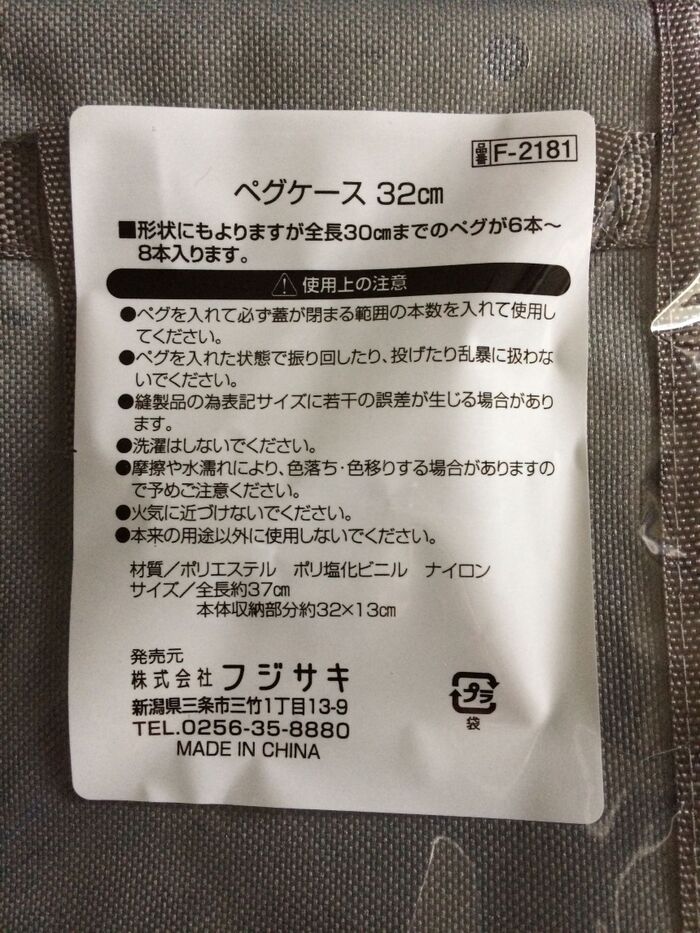 品番 F-2181
ペグケース 32cm
■形状にもよりますが全長30cmまでのペグが6本～
8本入ります。
使用上の注意
●ペグを入れて必ず蓋が閉まる範囲の本数を入れて使用し
てください。
●ペグを入れた状態で振り回したり、投げたり乱暴に扱わな
いでください。
●縫製品の為表記サイズに若干の誤差が生じる場合があり
ます。
●洗濯はしないでください。
●摩擦や水濡れにより、色落ち・色移りする場合がありますの
で予めご注意ください。
●火気に近づけないでください。
●本来の用途以外に使用しないでください。
材質／ポリエステル ポリ塩化ビニル ナイロン
サイズ／全長約37cm
本体収納部分約32×13cm
発売元
株式会社 フジサキ
新潟県三条市三竹1丁目13-9
TEL.0256-35-8880
MADE IN CHINA
プラ
袋